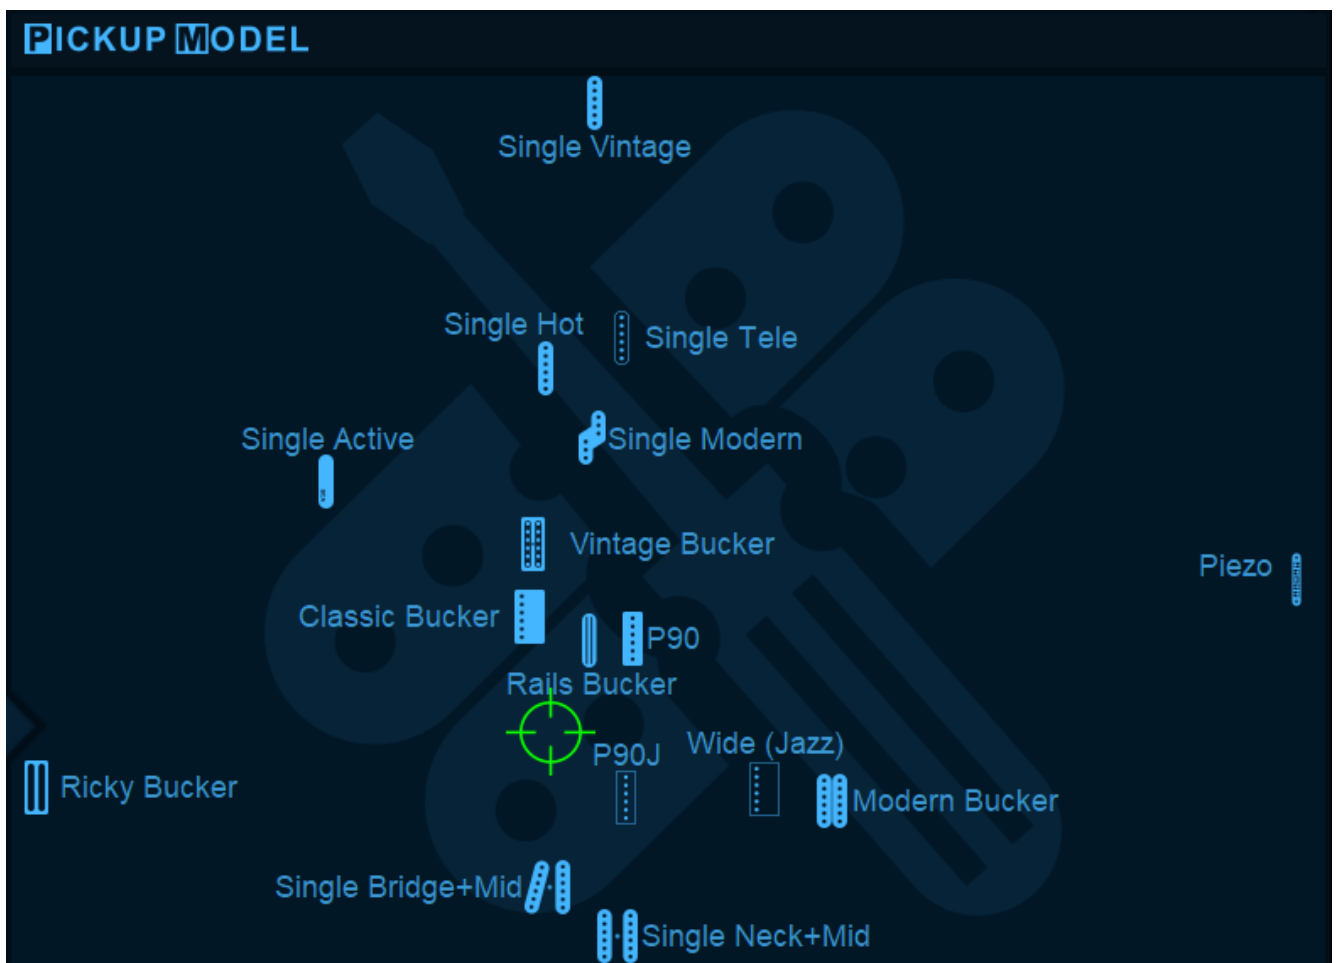 PICKUP MODEL
Single Vintage
Single Hot
Single Tele
Single Active
Single Modern
Vintage Bucker
Piezo
Classic Bucker
P90
Rails Bucker
P90J
Wide (Jazz)
Ricky Bucker
Modern Bucker
Single Bridge+Mid
Single Neck+Mid